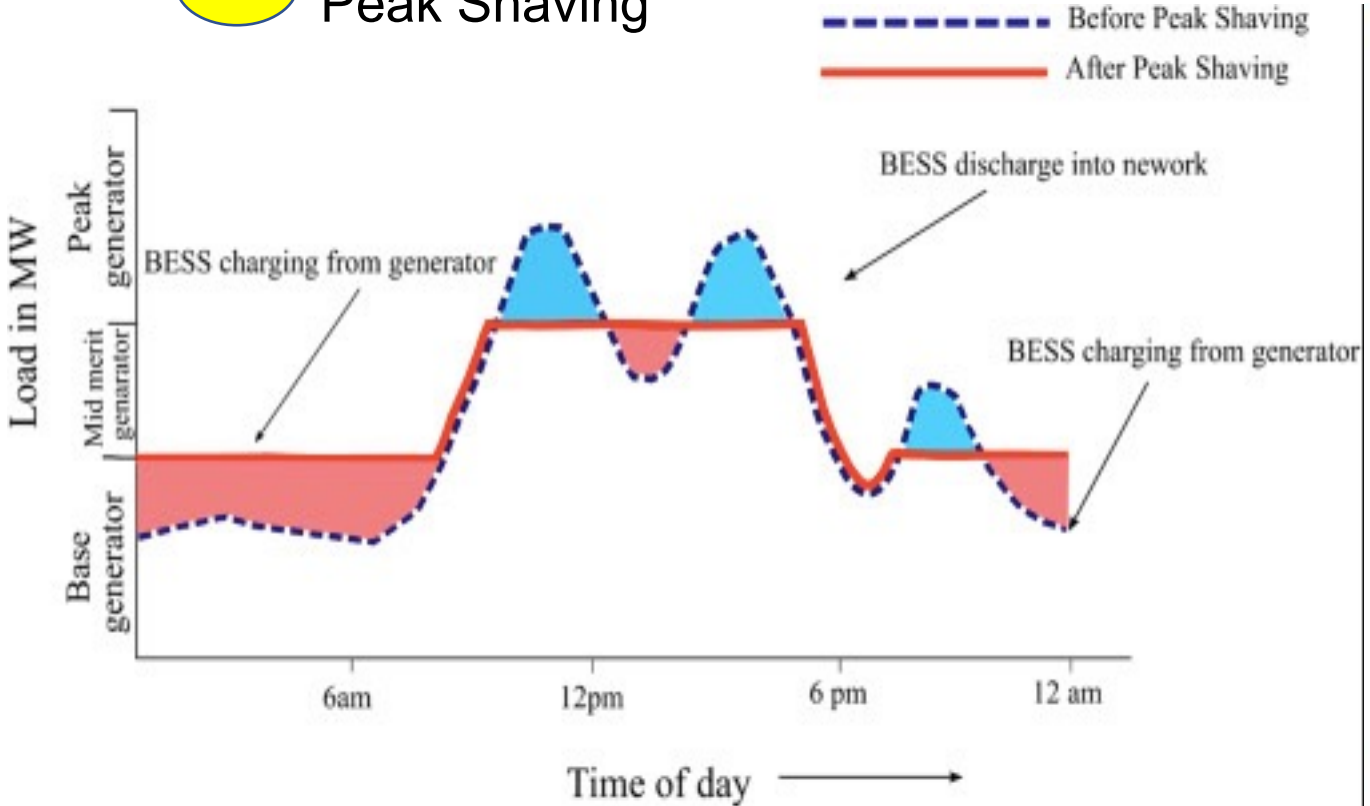 Peak Shaving
Before Peak Shaving
After Peak Shaving
BESS discharge into nework
BESS charging from generator
BESS charging from generator
Load in MW
Peak
generator
Mid merit
genarator
Base
generator
6am
12pm
6 pm
12 am
Time of day